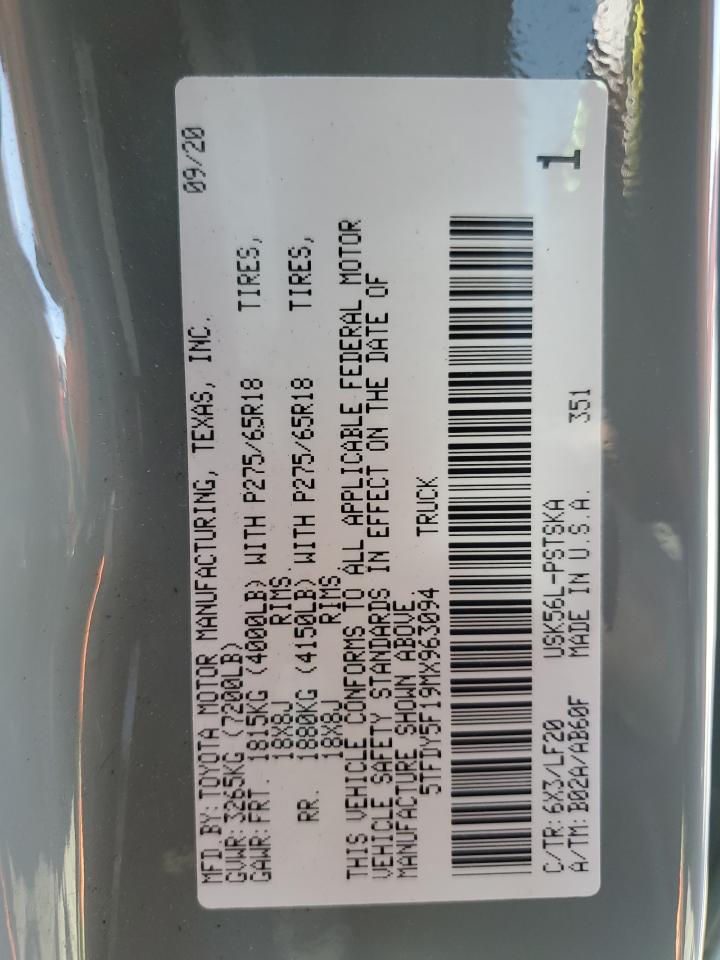 MFD.BY: TOYOTA MOTOR MANUFACTURING, TEXAS, INC. 09/20
GVWR: 3265KG (7200LB)
GAWR: FRT. 1815KG (4000LB) WITH P275/65R18 TIRES,
18X8J RIMS.
RR. 1880KG (4150LB) WITH P275/65R18 TIRES,
18X8J RIMS
THIS VEHICLE CONFORMS TO ALL APPLICABLE FEDERAL MOTOR
VEHICLE SAFETY STANDARDS IN EFFECT ON THE DATE OF
MANUFACTURE SHOWN ABOVE
5TFDY5F19MX963094 TRUCK
C/TR: 6X3/LF20 USK56L-PSTSKA 1
A/TM: B02A/AB60F MADE IN U.S.A. 351